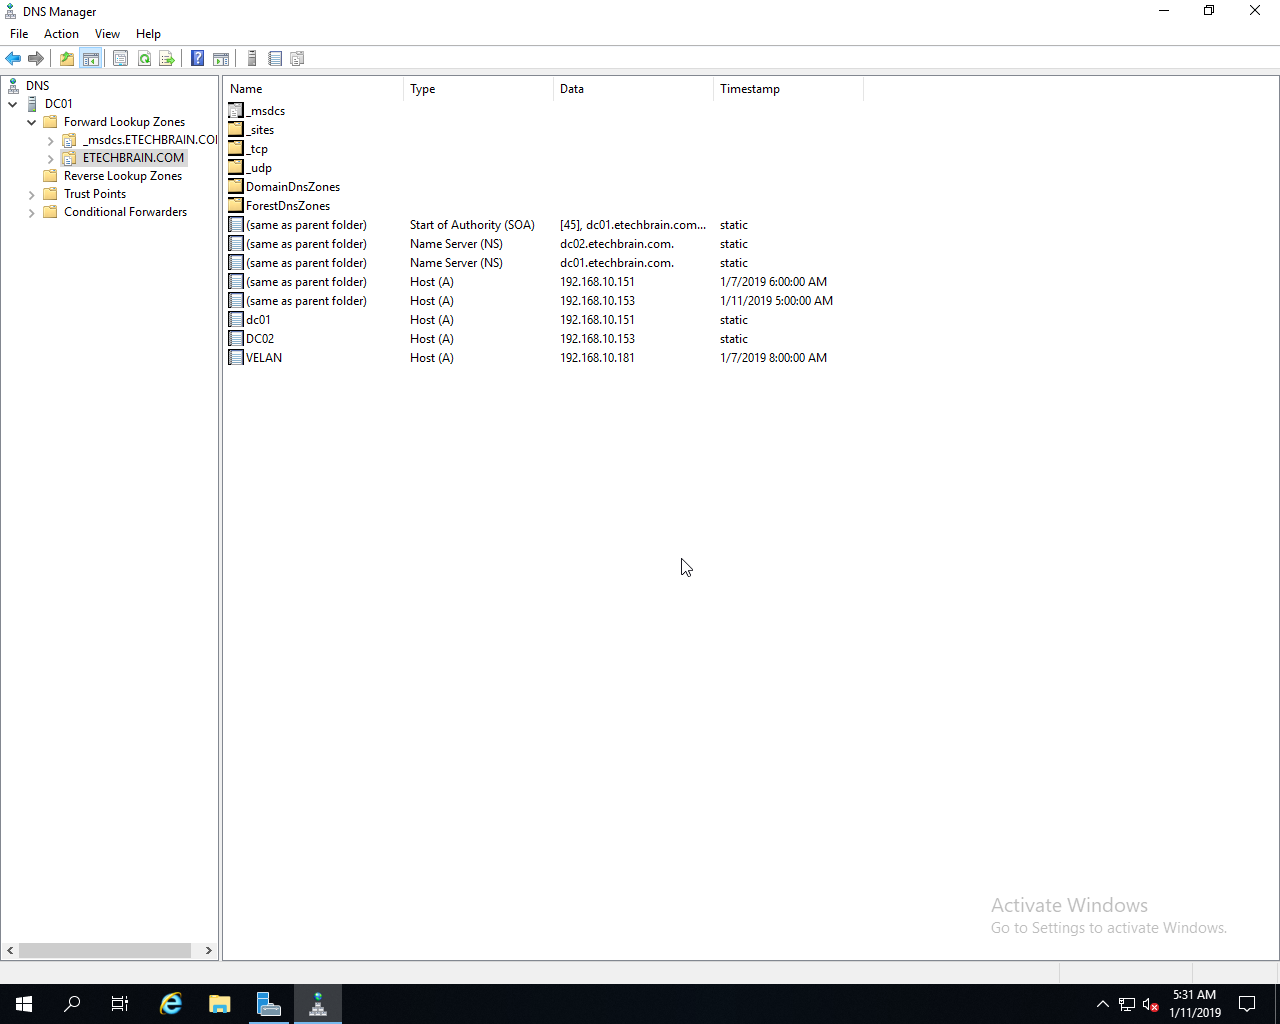 DNS Manager
File Action View Help
DNS
DC01
Forward Lookup Zones
_msdcs.ETECHBRAIN.CO
ETECHBRAIN.COM
Reverse Lookup Zones
Trust Points
Conditional Forwarders
Name Type Data Timestamp
_msdcs
_sites
_tcp
_udp
DomainDnsZones
ForestDnsZones
(same as parent folder) Start of Authority (SOA) [45], dc01.etechbrain.com... static
(same as parent folder) Name Server (NS) dc02.etechbrain.com. static
(same as parent folder) Name Server (NS) dc01.etechbrain.com. static
(same as parent folder) Host (A) 192.168.10.151 1/7/2019 6:00:00 AM
(same as parent folder) Host (A) 192.168.10.153 1/11/2019 5:00:00 AM
dc01 Host (A) 192.168.10.151 static
DC02 Host (A) 192.168.10.153 static
VELAN Host (A) 192.168.10.181 1/7/2019 8:00:00 AM
Activate Windows
Go to Settings to activate Windows.
5:31 AM
1/11/2019